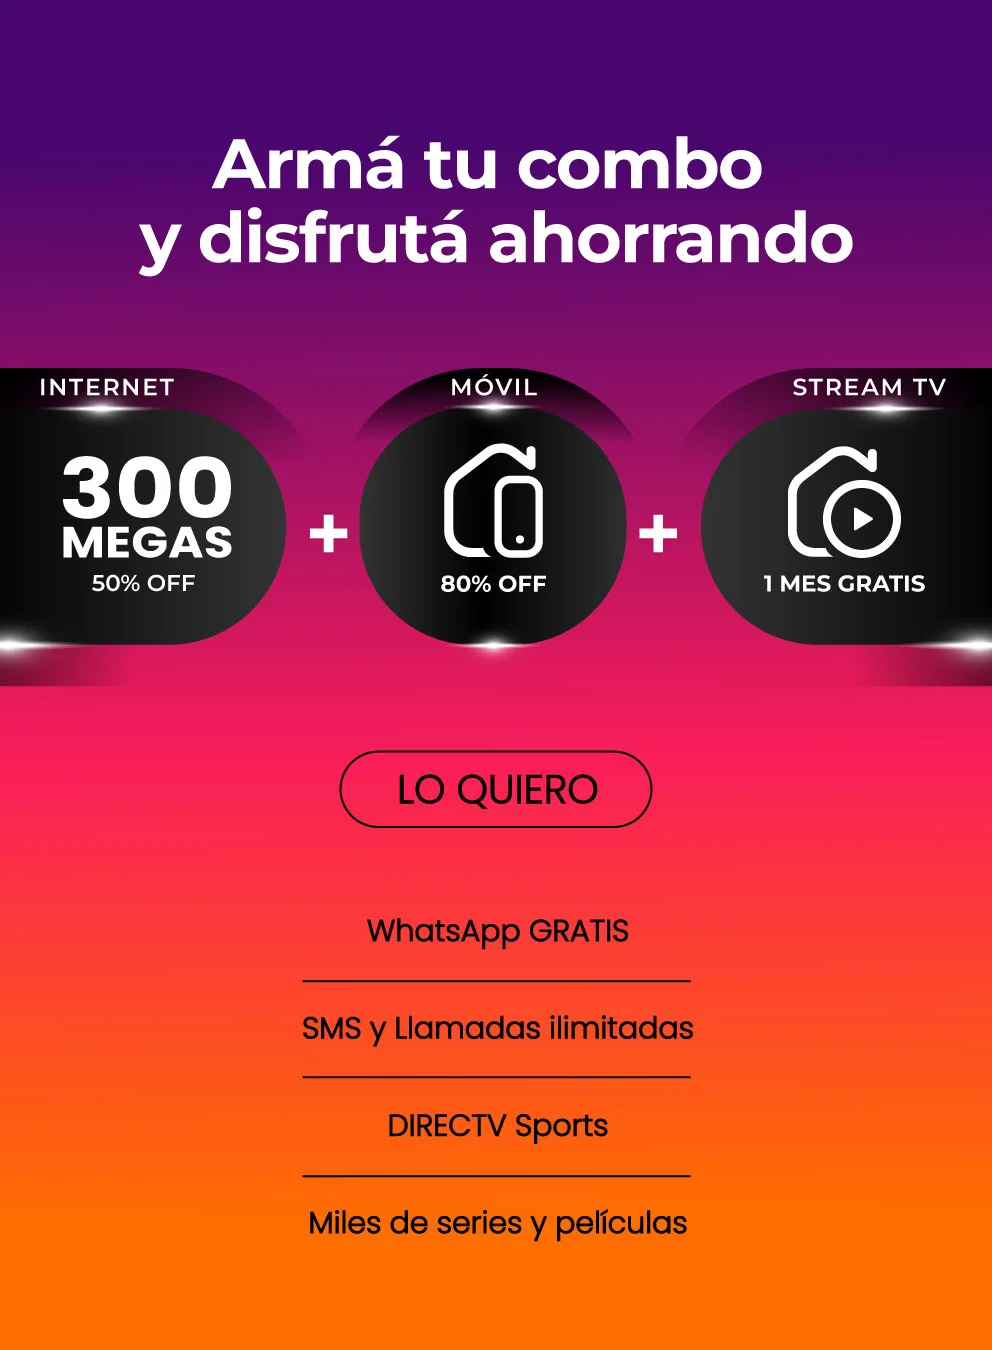 Armá tu combo
y disfrutá ahorrando
INTERNET
300
MEGAS
50% OFF
+
MÓVIL
80% OFF
+
STREAM TV
1 MES GRATIS
LO QUIERO
WhatsApp GRATIS
SMS y Llamadas ilimitadas
DIRECTV Sports
Miles de series y películas